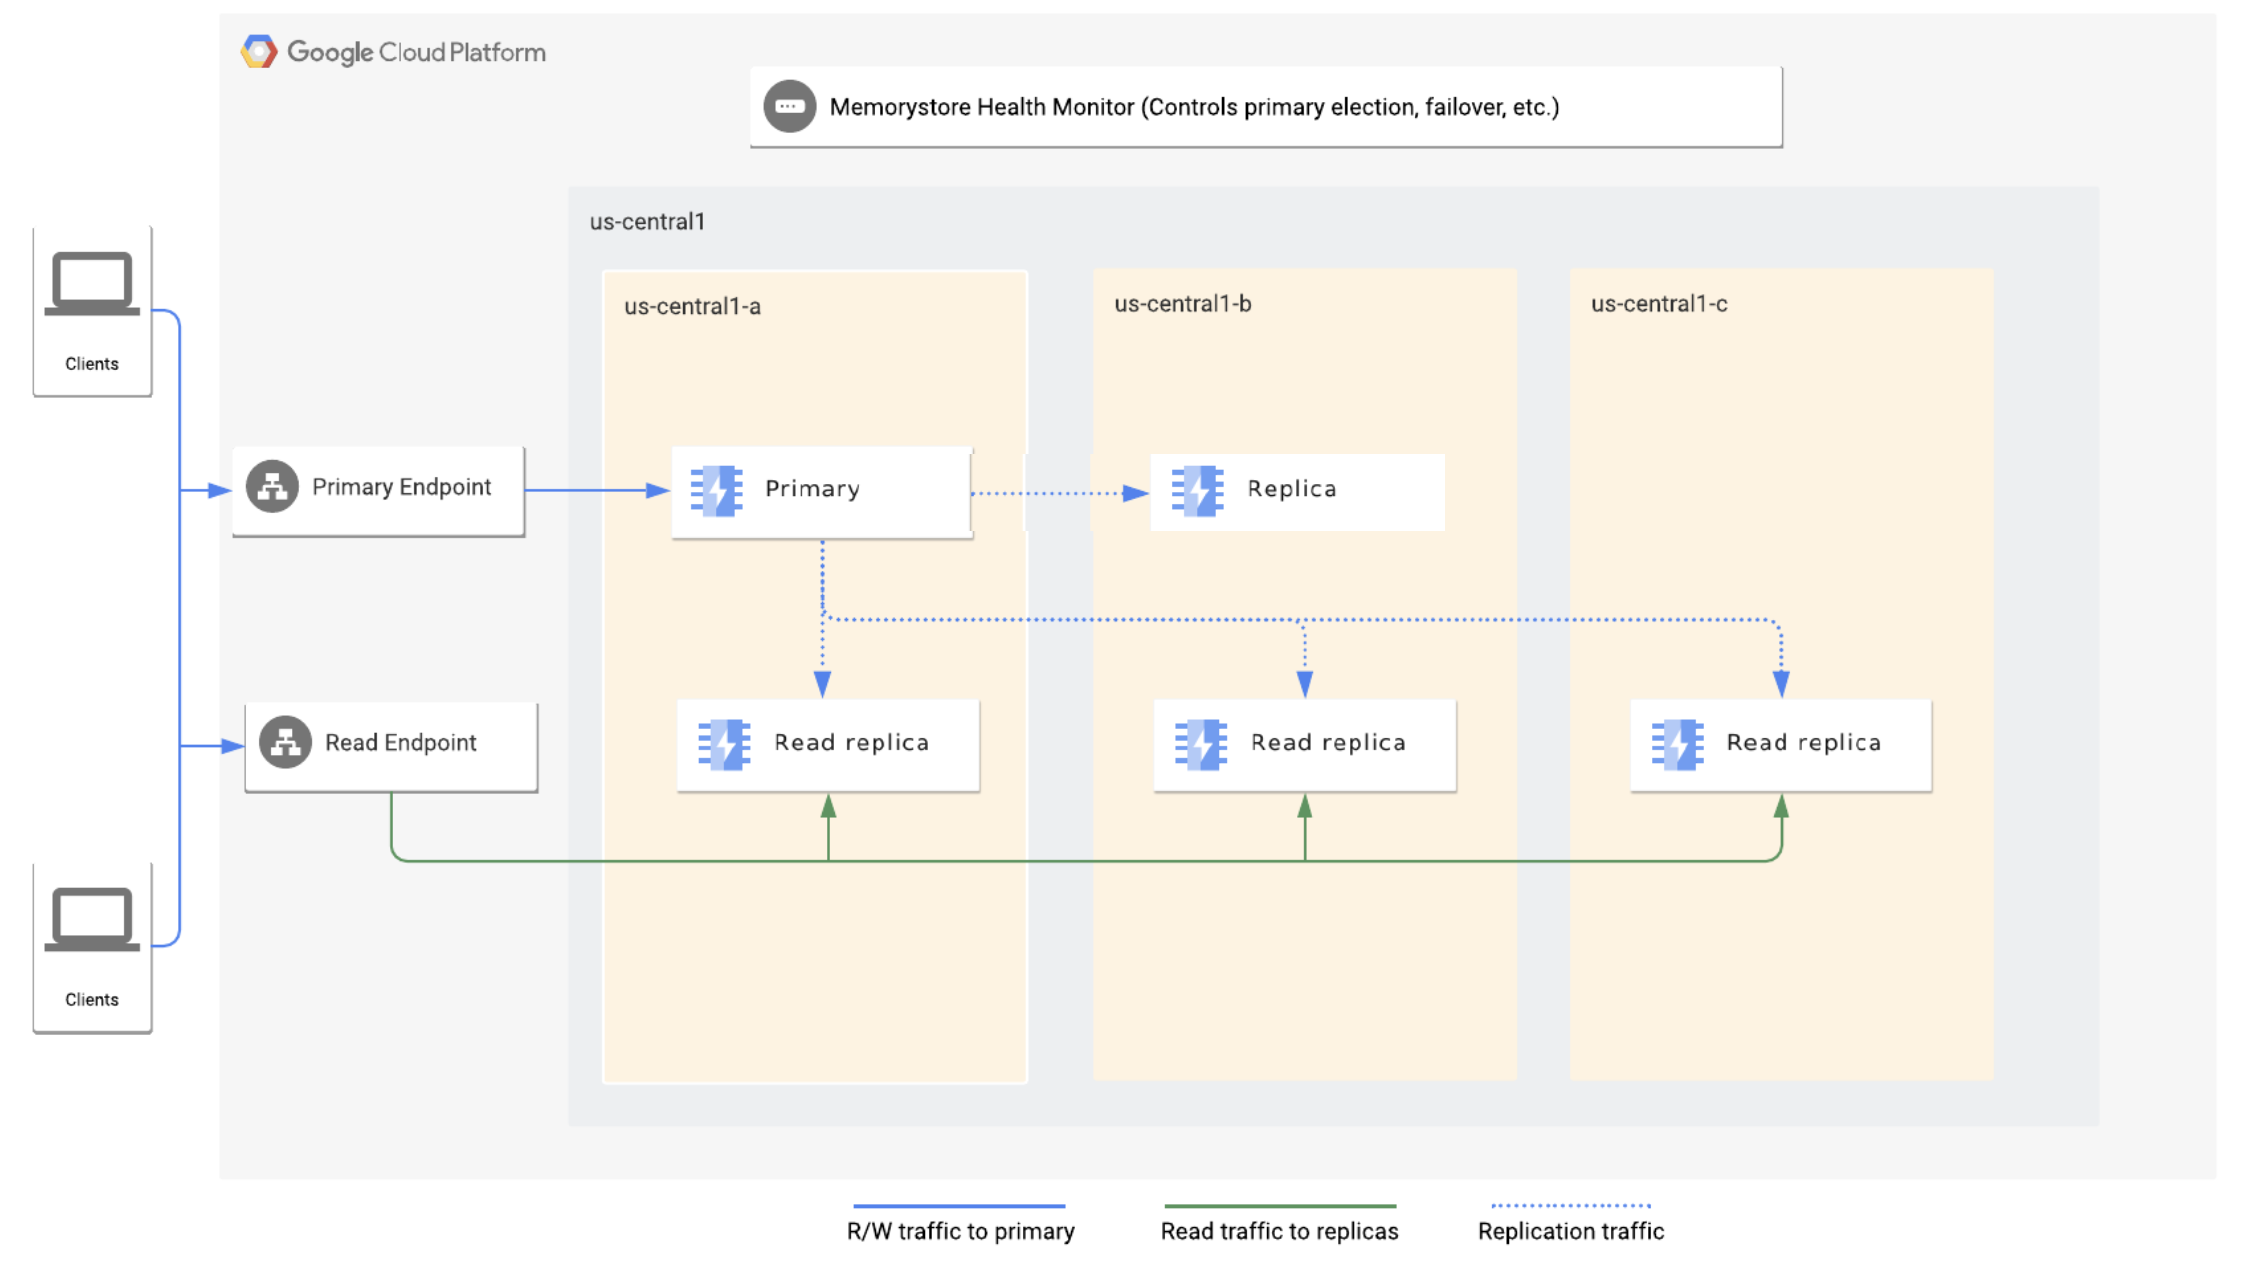 Google Cloud Platform
Memorystore Health Monitor (Controls primary election, failover, etc.)
us-central1
us-central1-a
us-central1-b
us-central1-c
Clients
Primary Endpoint
Primary
Replica
Read Endpoint
Read replica
Read replica
Read replica
Clients
R/W traffic to primary
Read traffic to replicas
Replication traffic